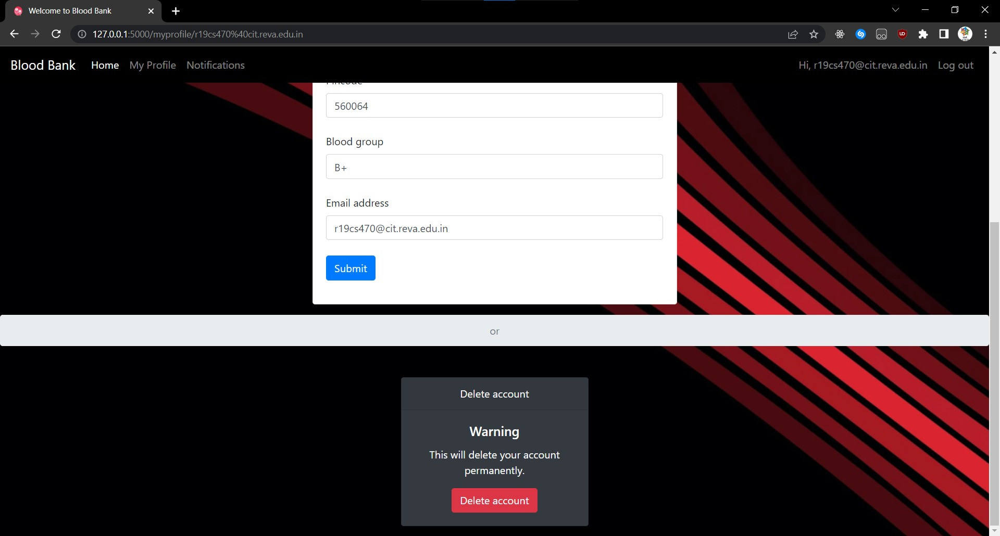 Welcome to Blood Bank
127.0.0.1:5000/myprofile/r19cs470%40cit.reva.edu.in
Blood Bank Home My Profile Notifications Hi, r19cs470@cit.reva.edu.in Log out
560064
Blood group
B+
Email address
r19cs470@cit.reva.edu.in
Submit
or
Delete account
Warning
This will delete your account
permanently.
Delete account